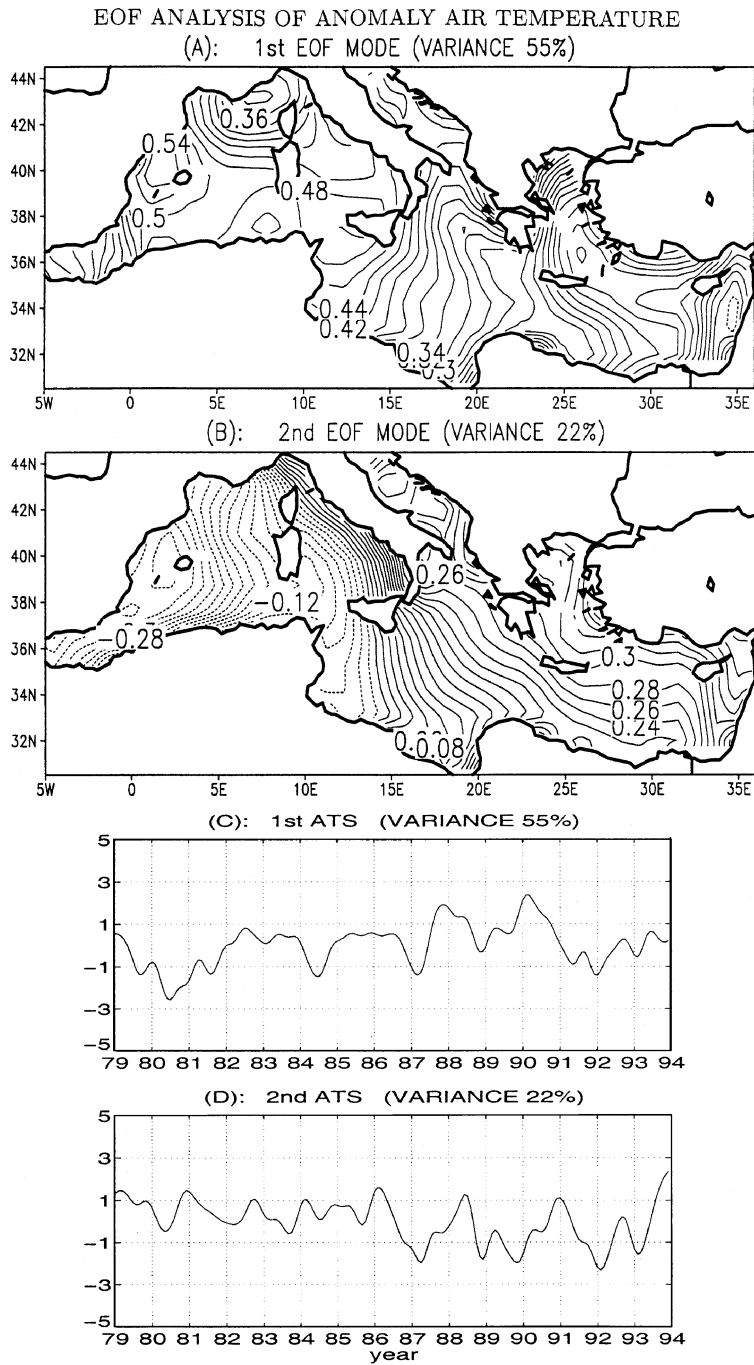 EOF ANALYSIS OF ANOMALY AIR TEMPERATURE
(A): 1st EOF MODE (VARIANCE 55%)
44N
42N
40N
38N
36N
34N
32N
0.36
0.54
0.48
0.5
0.44
0.42
0.34
0.3
5W 0 5E 10E 15E 20E 25E 30E 35E
(B): 2nd EOF MODE (VARIANCE 22%)
44N
42N
40N
38N
36N
34N
32N
0.26
-0.12
-0.28
0.3
0.28
0.26
0.24
0.08
5W 0 5E 10E 15E 20E 25E 30E 35E
(C): 1st ATS (VARIANCE 55%)
5
3
1
-1
-3
-5
79 80 81 82 83 84 85 86 87 88 89 90 91 92 93 94
(D): 2nd ATS (VARIANCE 22%)
5
3
1
-1
-3
-5
79 80 81 82 83 84 85 86 87 88 89 90 91 92 93 94
year